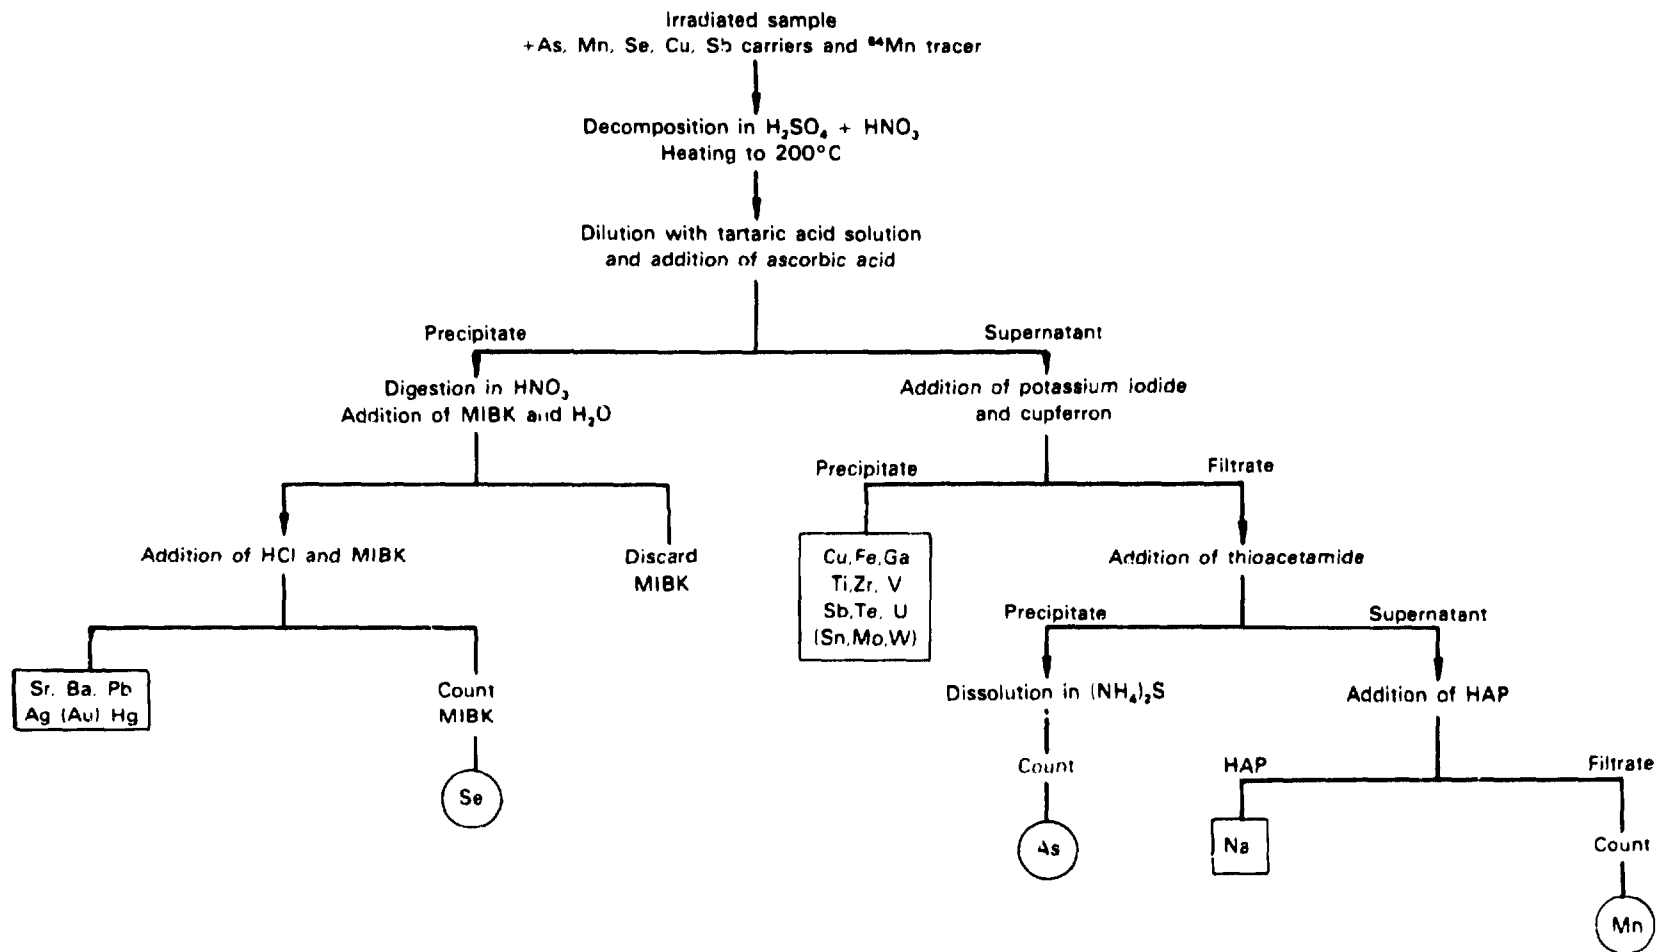 Irradiated sample
+As, Mn, Se, Cu, Sb carriers and ⁵⁴Mn tracer
Decomposition in H₂SO₄ + HNO₃
Heating to 200°C
Dilution with tartaric acid solution
and addition of ascorbic acid
Precipitate
Supernatant
Digestion in HNO₃
Addition of MIBK and H₂O
Addition of potassium iodide
and cupferron
Precipitate
Filtrate
Addition of HCl and MIBK
Discard
MIBK
Cu, Fe, Ga
Ti, Zr, V
Sb, Te, U
(Sn, Mo, W)
Addition of thioacetamide
Precipitate
Supernatant
Sr, Ba, Pb
Ag (Au) Hg
Count
MIBK
Se
Dissolution in (NH₄)₂S
Count
As
Addition of HAP
HAP
Filtrate
Na
Count
Mn